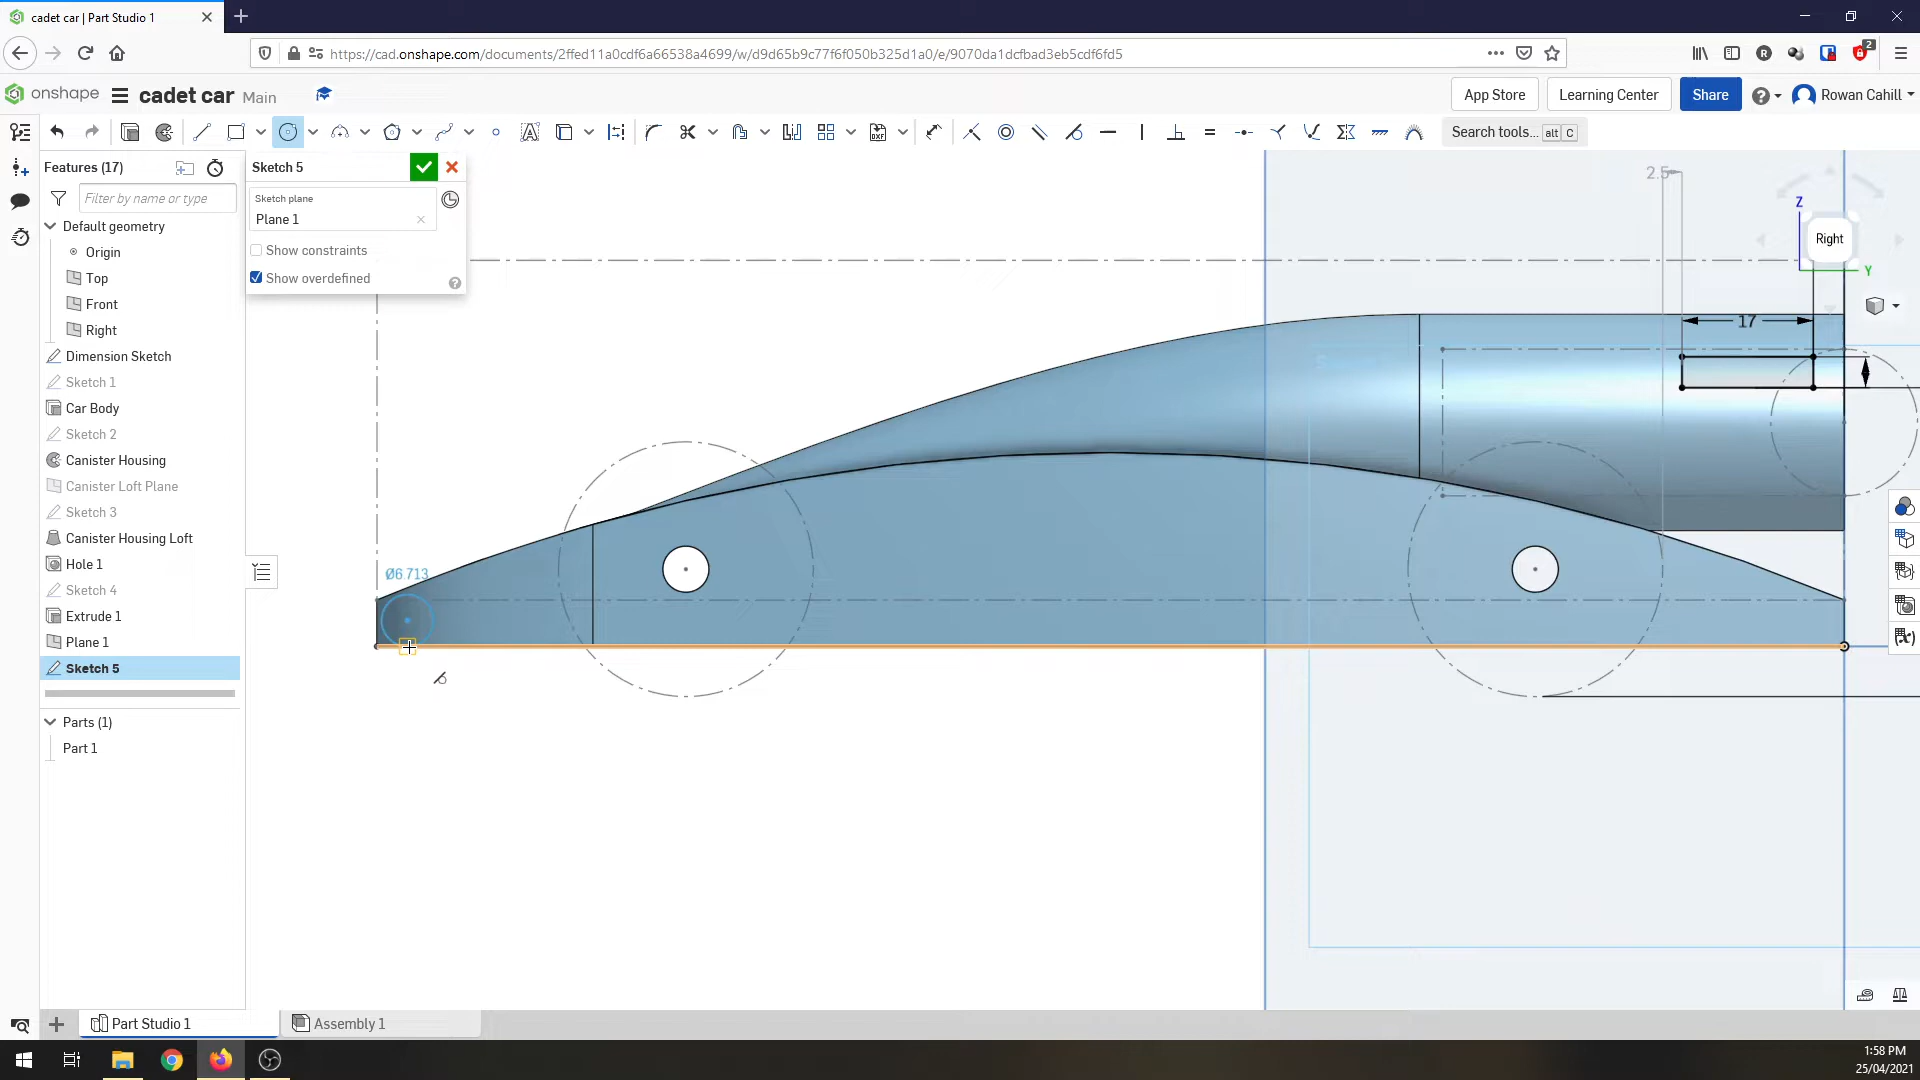 cadet car | Part Studio 1
https://cad.onshape.com/documents/2ffed11a0cdf6a66538a4699/w/d9d65b9c77f6f050b325d1a0/e/9070da1dcfbad3eb5cdf6fd5
2
onshape
cadet car
Main
App Store
Learning Center
Share
Rowan Cahill
Search tools... alt C
Features (17)
Filter by name or type
Default geometry
Origin
Top
Front
Right
Dimension Sketch
Sketch 1
Car Body
Sketch 2
Canister Housing
Canister Loft Plane
Sketch 3
Canister Housing Loft
Hole 1
Sketch 4
Extrude 1
Plane 1
Sketch 5
Parts (1)
Part 1
Sketch 5
Sketch plane
Plane 1
Show constraints
Show overdefined
2.5
Z
Right
Y
17
Ø6.713
Part Studio 1
Assembly 1
1:58 PM
25/04/2021